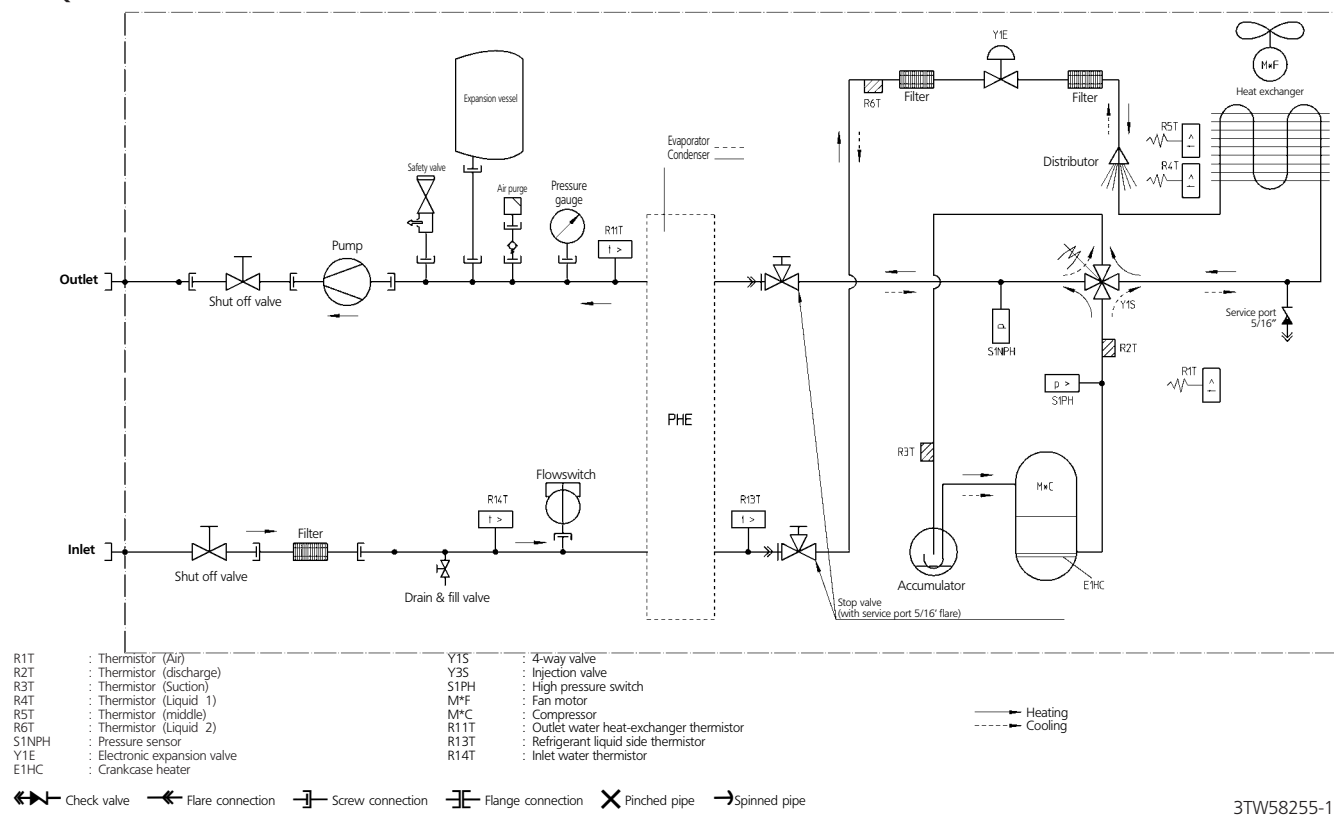 Y1E
M*F
Heat exchanger
Expansion vessel
R6T
Filter
Filter
R5T
R4T
Distributor
Evaporator
Condenser
Safety valve
Air purge
Pressure
gauge
R11T
t >
Pump
Outlet
Shut off valve
Y1S
Service port
5/16"
p
S1NPH
R2T
R1T
p >
S1PH
PHE
R3T
M*C
Flowswitch
R14T
t >
R13T
t >
Filter
Inlet
Shut off valve
Drain & fill valve
Accumulator
E1HC
Stop valve
(with service port 5/16' flare)
R1T : Thermistor (Air)
R2T : Thermistor (discharge)
R3T : Thermistor (Suction)
R4T : Thermistor (Liquid 1)
R5T : Thermistor (middle)
R6T : Thermistor (Liquid 2)
S1NPH : Pressure sensor
Y1E : Electronic expansion valve
E1HC : Crankcase heater
Y1S : 4-way valve
Y3S : Injection valve
S1PH : High pressure switch
M*F : Fan motor
M*C : Compressor
R11T : Outlet water heat-exchanger thermistor
R13T : Refrigerant liquid side thermistor
R14T : Inlet water thermistor
Heating
Cooling
Check valve
Flare connection
Screw connection
Flange connection
Pinched pipe
Spinned pipe
3TW58255-1